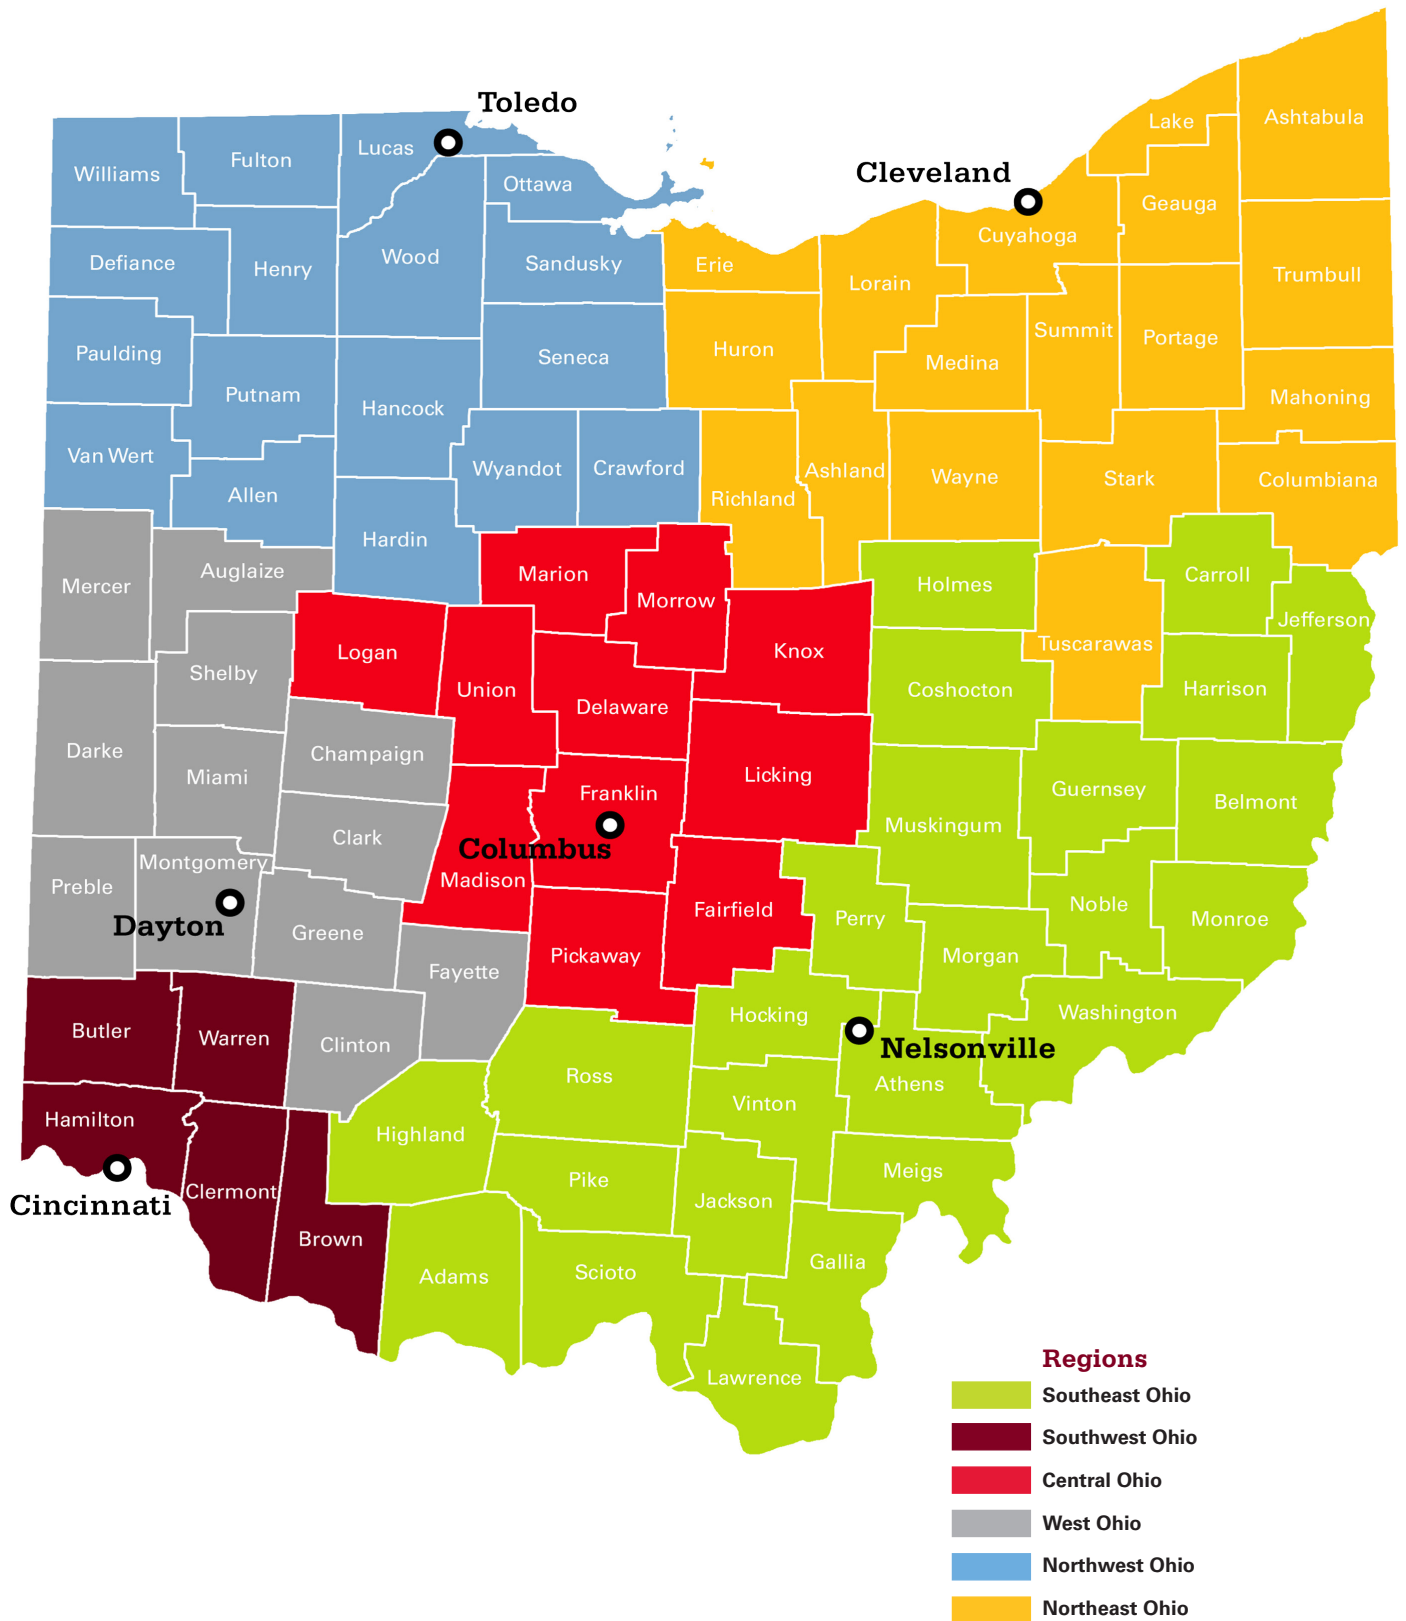 Toledo
Ashtabula
Lake
Lucas
Fulton
Williams
Cleveland
Ottawa
Geauga
Cuyahoga
Wood
Defiance
Henry
Sandusky
Erie
Lorain
Trumbull
Summit
Portage
Paulding
Seneca
Huron
Medina
Putnam
Hancock
Mahoning
Van Wert
Wyandot
Crawford
Ashland
Wayne
Stark
Columbiana
Allen
Richland
Hardin
Mercer
Auglaize
Marion
Morrow
Holmes
Carroll
Jefferson
Logan
Knox
Tuscarawas
Shelby
Union
Delaware
Coshocton
Harrison
Darke
Champaign
Miami
Licking
Franklin
Guernsey
Belmont
Clark
Columbus
Muskingum
Montgomery
Preble
Madison
Fairfield
Perry
Noble
Monroe
Dayton
Greene
Pickaway
Morgan
Fayette
Hocking
Washington
Butler
Warren
Clinton
Nelsonville
Ross
Athens
Vinton
Hamilton
Highland
Pike
Meigs
Cincinnati
Clermont
Jackson
Brown
Adams
Scioto
Gallia
Lawrence
Regions
Southeast Ohio
Southwest Ohio
Central Ohio
West Ohio
Northwest Ohio
Northeast Ohio